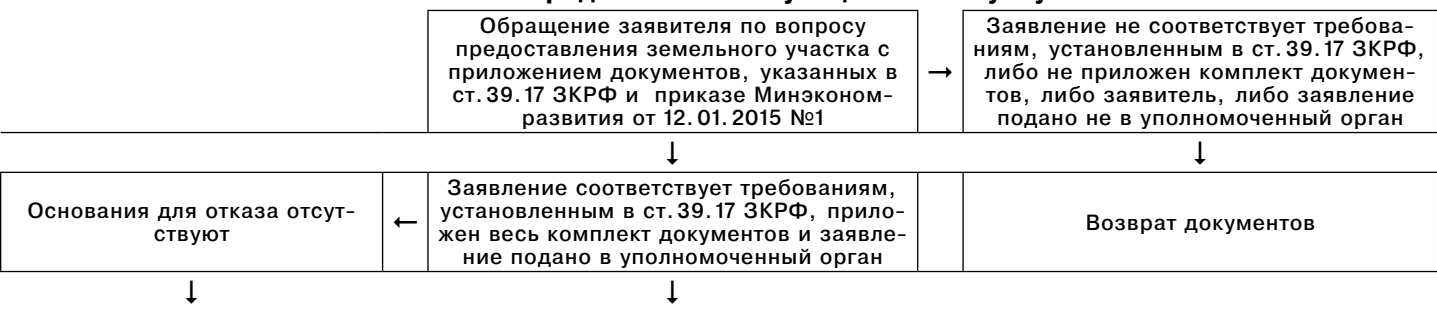 Обращение заявителя по вопросу
предоставления земельного участка с
приложением документов, указанных в
ст. 39. 17 ЗКРФ и приказе Минэконом-
развития от 12. 01. 2015 №1
→
Заявление не соответствует требова-
ниям, установленным в ст. 39. 17 ЗКРФ,
либо не приложен комплект докумен-
тов, либо заявитель, либо заявление
подано не в уполномоченный орган
↓ ↓
Основания для отказа отсут-
ствуют
←
Заявление соответствует требованиям,
установленным в ст. 39. 17 ЗКРФ, прило-
жен весь комплект документов и заявле-
ние подано в уполномоченный орган
Возврат документов
↓ ↓